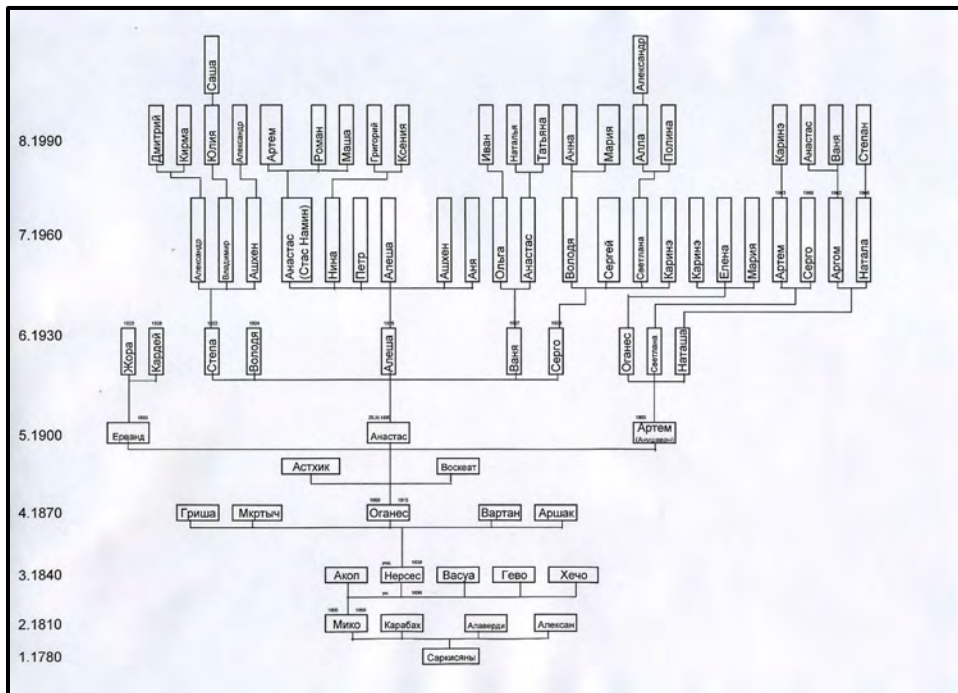 Саша
Александр
8.1990
Дмитрий
Кирма
Юлия
Александр
Артем
Роман
Маша
Григорий
Ксения
Иван
Наталья
Татьяна
Анна
Мария
Алла
Полина
Каринэ
Анастас
Ваня
Степан
7.1960
Александр
Владимир
Ашхен
Анастас
(Стас Намин)
Нина
Петр
Алеша
Ашхен
Аня
Ольга
Анастас
Володя
Сергей
Светлана
Каринэ
Каринэ
Елена
Мария
Артем
Серго
Аргом
Натала
6.1930
Жора
Кардей
Степа
Володя
Алеша
Ваня
Серго
Оганес
Светлана
Наташа
5.1900
Ерванд
Анастас
Артем
(Анушаван)
Астхик
Воскеат
4.1870
Гриша
Мкртыч
Оганес
Вартан
Аршак
3.1840
Акоп
Нерсес
Васуа
Гево
Хечо
2.1810
Мико
Карабах
Алаверди
Алексан
1.1780
Саркисяны